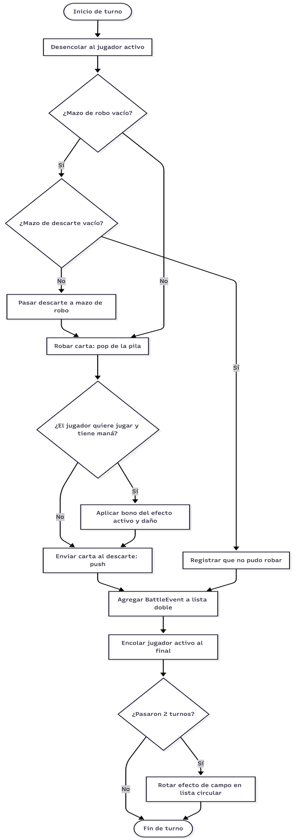 Inicio de turno
Desencolar al jugador activo
¿Mazo de robo vacío?
Sí
¿Mazo de descarte vacío?
No
No
Pasar descarte a mazo de
robo
Robar carta: pop de la pila
Sí
¿El jugador quiere jugar y
tiene maná?
Sí
Aplicar bono del efecto
activo y daño
No
Enviar carta al descarte:
push
Registrar que no pudo robar
Agregar BattleEvent a lista
doble
Encolar jugador activo al
final
¿Pasaron 2 turnos?
Sí
Rotar efecto de campo en
lista circular
No
Fin de turno